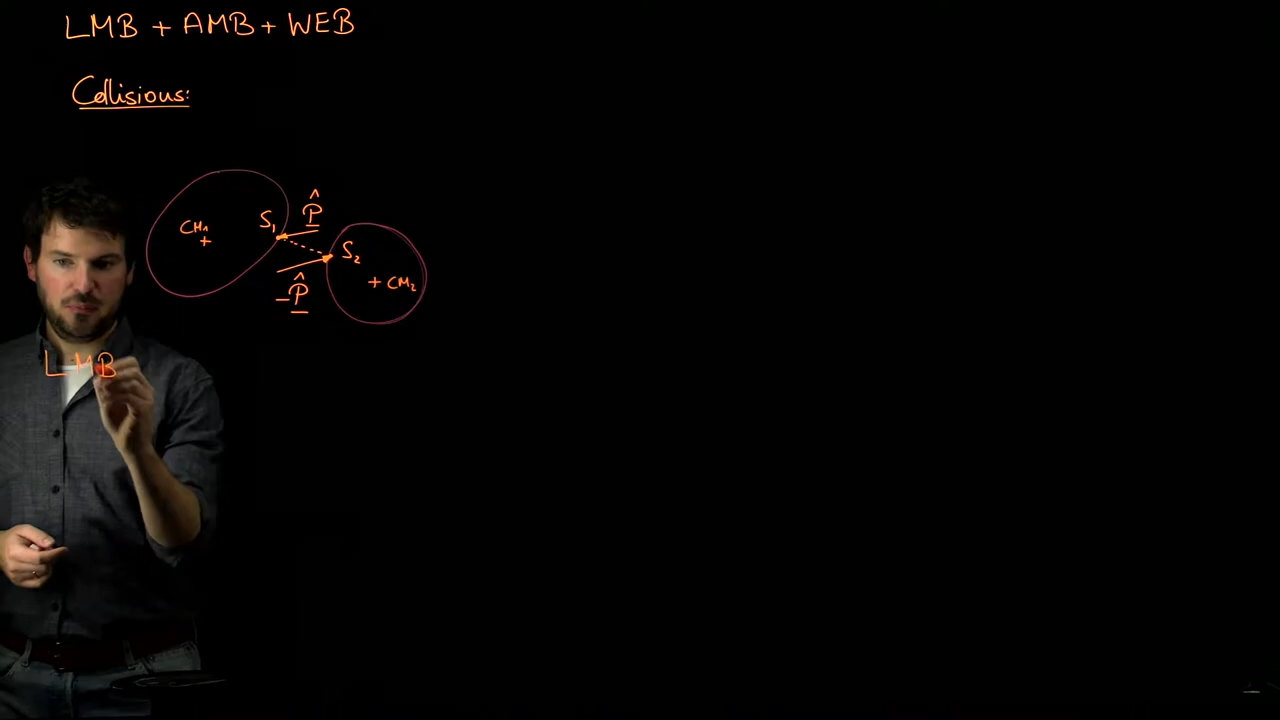 LMB + AMB + WEB
Collisions:
CM₁ + S₁ P̲̂
S₂
-P̲̂ + CM₂
LMB